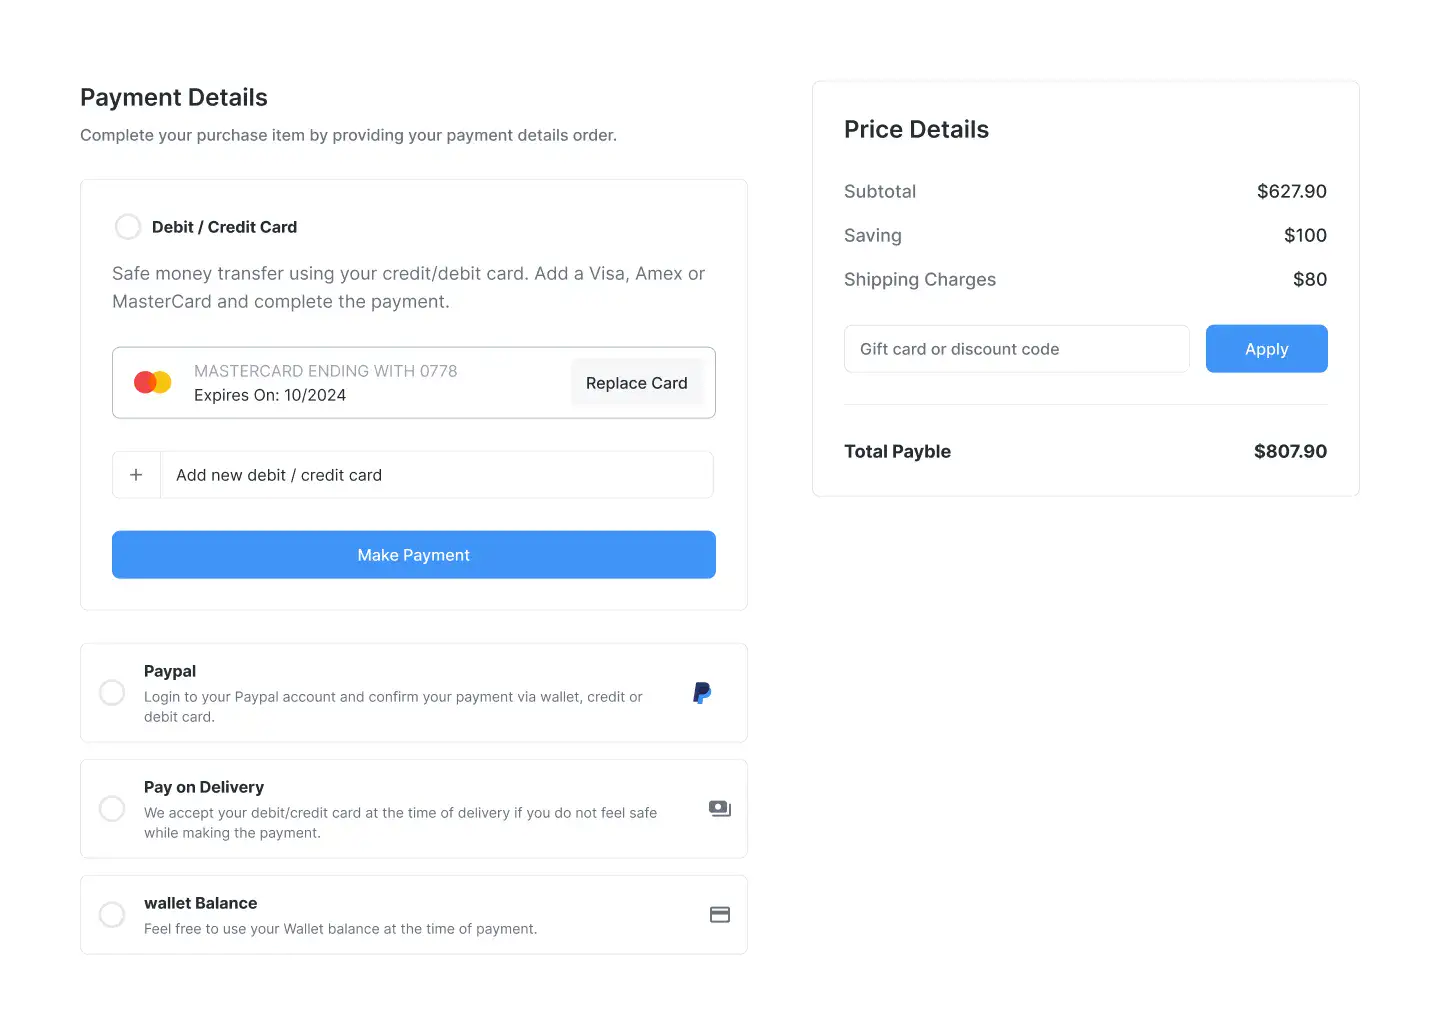 Payment Details
Complete your purchase item by providing your payment details order.
Debit / Credit Card
Safe money transfer using your credit/debit card. Add a Visa, Amex or
MasterCard and complete the payment.
MASTERCARD ENDING WITH 0778
Expires On: 10/2024
Replace Card
+
Add new debit / credit card
Make Payment
Paypal
Login to your Paypal account and confirm your payment via wallet, credit or
debit card.
Pay on Delivery
We accept your debit/credit card at the time of delivery if you do not feel safe
while making the payment.
wallet Balance
Feel free to use your Wallet balance at the time of payment.
Price Details
Subtotal $627.90
Saving $100
Shipping Charges $80
Gift card or discount code
Apply
Total Payble $807.90